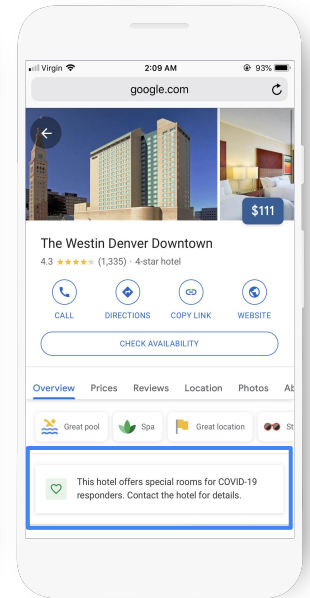 Virgin 2:09 AM 93%
google.com
$111
The Westin Denver Downtown
4.3 (1,335) · 4-star hotel
CALL DIRECTIONS COPY LINK WEBSITE
CHECK AVAILABILITY
Overview Prices Reviews Location Photos Ab
Great pool Spa Great location St
This hotel offers special rooms for COVID-19
responders. Contact the hotel for details.